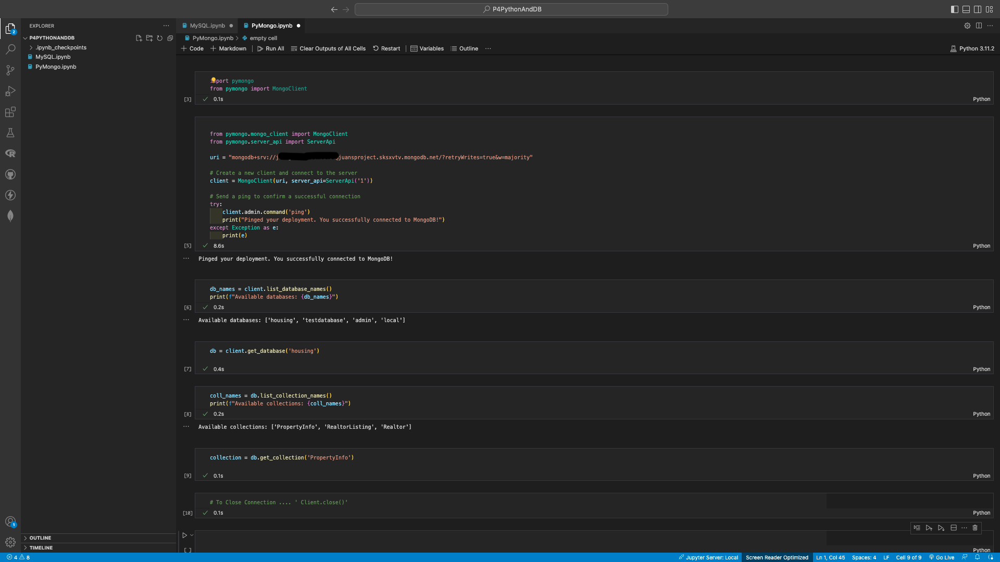 P4PythonAndDB
EXPLORER
P4PYTHONANDDB
.ipynb_checkpoints
MySQL.ipynb
PyMongo.ipynb
OUTLINE
TIMELINE
MySQL.ipynb
PyMongo.ipynb
PyMongo.ipynb > empty cell
Code Markdown Run All Clear Outputs of All Cells Restart Variables Outline ...
Python 3.11.2
import pymongo
from pymongo import MongoClient
[3] 0.1s Python
from pymongo.mongo_client import MongoClient
from pymongo.server_api import ServerApi
uri = "mongodb+srv://j juansproject.sksxvtv.mongodb.net/?retryWrites=true&w=majority"
# Create a new client and connect to the server
client = MongoClient(uri, server_api=ServerApi('1'))
# Send a ping to confirm a successful connection
try:
    client.admin.command('ping')
    print("Pinged your deployment. You successfully connected to MongoDB!")
except Exception as e:
    print(e)
[5] 8.6s Python
... Pinged your deployment. You successfully connected to MongoDB!
db_names = client.list_database_names()
print(f"Available databases: {db_names}")
[6] 0.2s Python
... Available databases: ['housing', 'testdatabase', 'admin', 'local']
db = client.get_database('housing')
[7] 0.4s Python
coll_names = db.list_collection_names()
print(f"Available collections: {coll_names}")
[8] 0.2s Python
... Available collections: ['PropertyInfo', 'RealtorListing', 'Realtor']
collection = db.get_collection('PropertyInfo')
[9] 0.1s Python
# To Close Connection .... ' Client.close()'
[10] 0.1s Python
[ ] Python
2
1
4 8 Jupyter Server: Local Screen Reader Optimized Ln 1, Col 45 Spaces: 4 LF Cell 9 of 9 Go Live